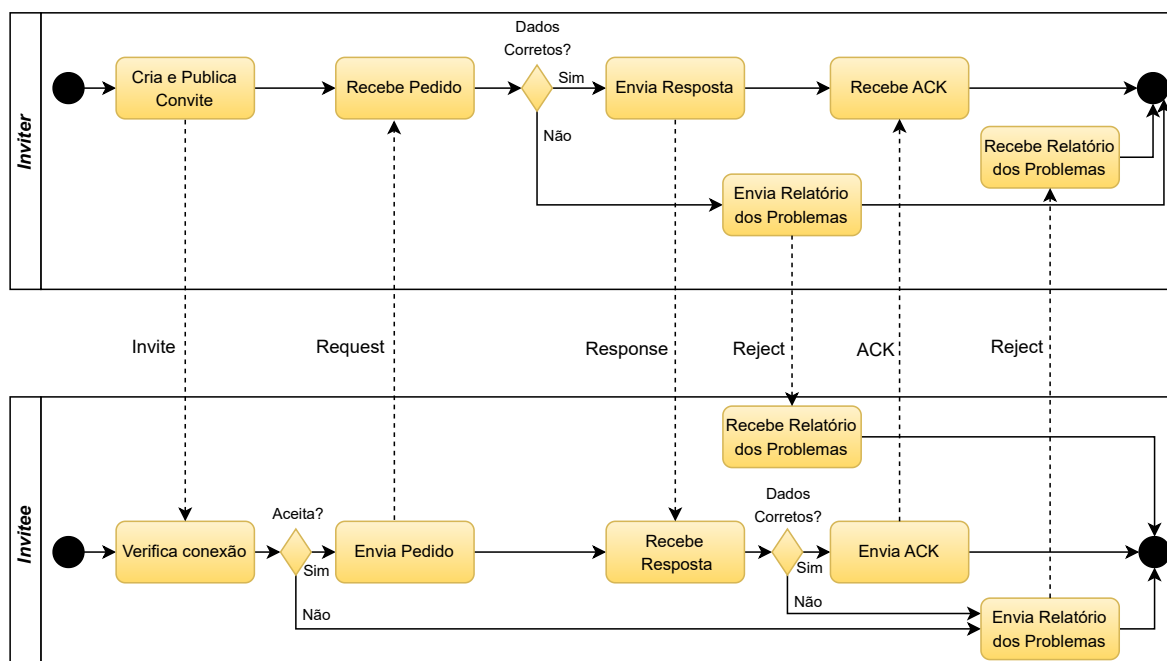 Inviter
Cria e Publica
Convite
Recebe Pedido
Dados
Corretos?
Sim
Não
Envia Resposta
Recebe ACK
Envia Relatório
dos Problemas
Recebe Relatório
dos Problemas
Invite
Request
Response
Reject
ACK
Reject
Invitee
Recebe Relatório
dos Problemas
Verifica conexão
Aceita?
Sim
Não
Envia Pedido
Recebe
Resposta
Dados
Corretos?
Sim
Não
Envia ACK
Envia Relatório
dos Problemas